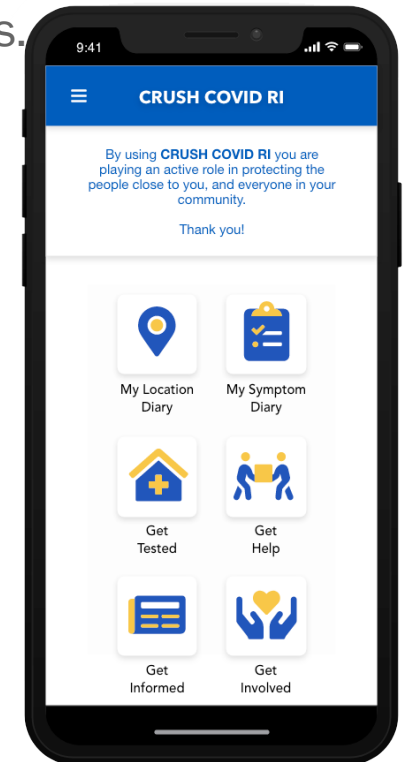 s.
9:41
CRUSH COVID RI
By using CRUSH COVID RI you are
playing an active role in protecting the
people close to you, and everyone in your
community.
Thank you!
My Location My Symptom
Diary Diary
Get Get
Tested Help
Get Get
Informed Involved